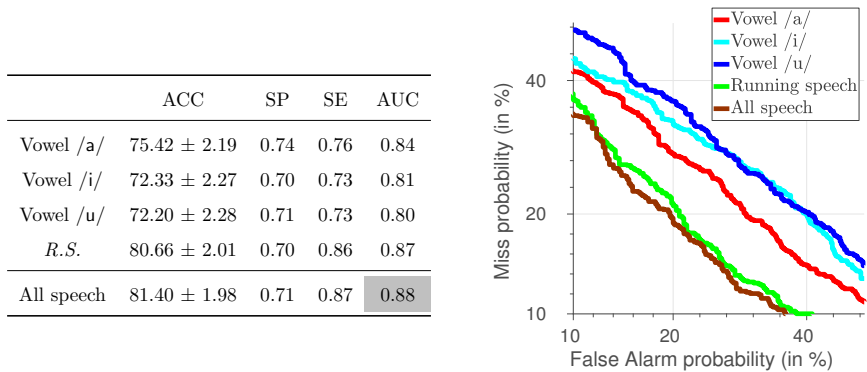 ACC SP SE AUC
Vowel /a/ 75.42 ± 2.19 0.74 0.76 0.84
Vowel /i/ 72.33 ± 2.27 0.70 0.73 0.81
Vowel /u/ 72.20 ± 2.28 0.71 0.73 0.80
R.S. 80.66 ± 2.01 0.70 0.86 0.87
All speech 81.40 ± 1.98 0.71 0.87 0.88
Vowel /a/
Vowel /i/
Vowel /u/
Running speech
All speech
Miss probability (in %)
40
20
10
10 20 40
False Alarm probability (in %)